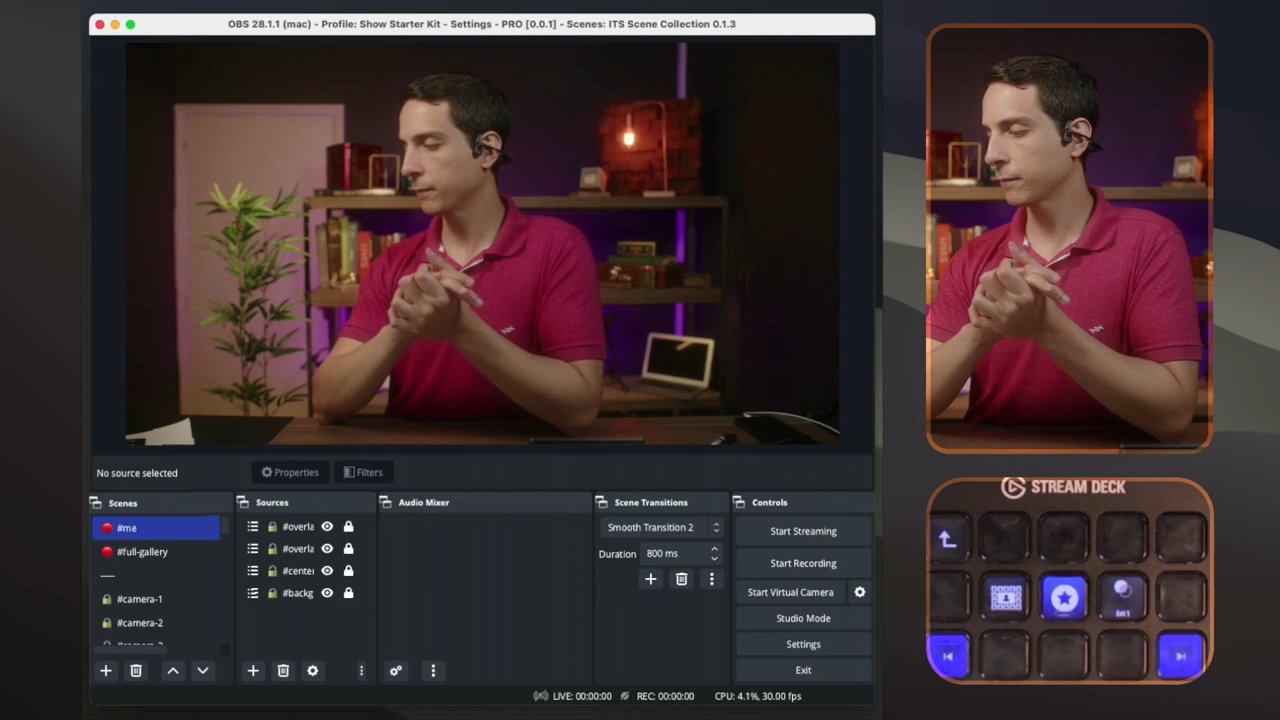 OBS 28.1.1 (mac) - Profile: Show Starter Kit - Settings - PRO [0.0.1] - Scenes: ITS Scene Collection 0.1.3
No source selected
Properties
Filters
Scenes
#me
#full-gallery
-----
#camera-1
#camera-2
Sources
#overla
#overla
#center
#backg
Audio Mixer
Scene Transitions
Smooth Transition 2
Duration
800 ms
Controls
Start Streaming
Start Recording
Start Virtual Camera
Studio Mode
Settings
Exit
LIVE: 00:00:00
REC: 00:00:00
CPU: 4.1%, 30.00 fps
STREAM DECK
Set 1